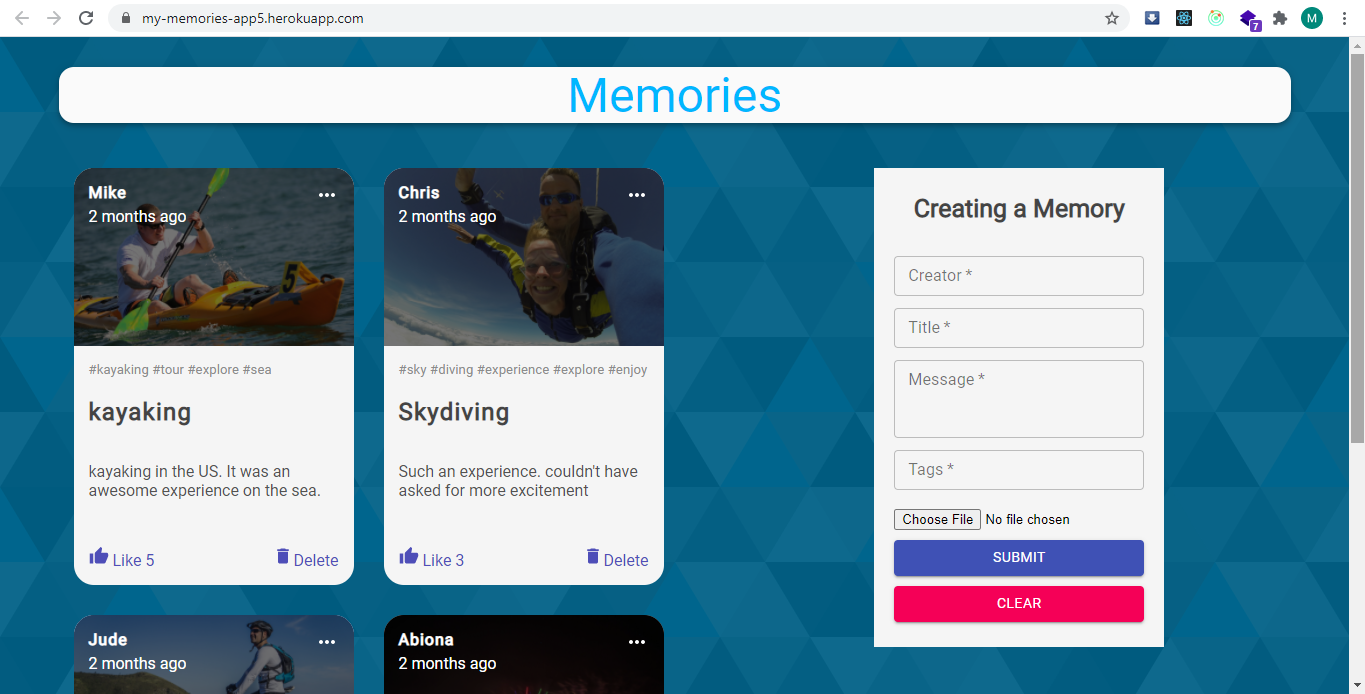 my-memories-app5.herokuapp.com
7
M
Memories
Mike
2 months ago
5
#kayaking #tour #explore #sea
kayaking
kayaking in the US. It was an
awesome experience on the sea.
Like 5
Delete
Chris
2 months ago
#sky #diving #experience #explore #enjoy
Skydiving
Such an experience. couldn't have
asked for more excitement
Like 3
Delete
Jude
2 months ago
Abiona
2 months ago
Creating a Memory
Creator *
Title *
Message *
Tags *
Choose File No file chosen
SUBMIT
CLEAR